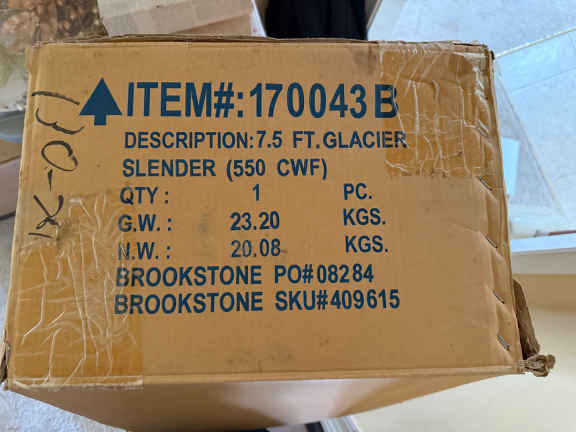 ITEM#:170043B
DESCRIPTION:7.5 FT.GLACIER
SLENDER (550 CWF)
QTY : 1 PC.
G.W. : 23.20 KGS.
N.W. : 20.08 KGS.
BROOKSTONE PO#08284
BROOKSTONE SKU#409615